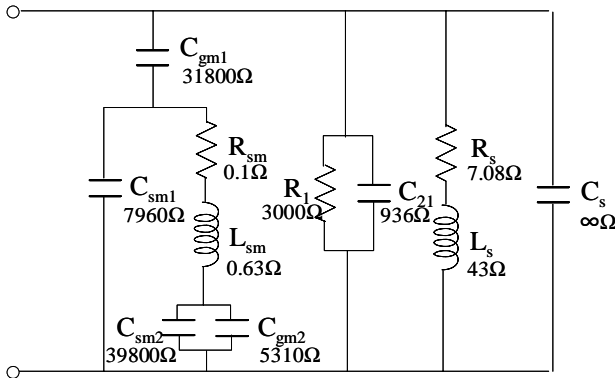 Cgm1
31800Ω
Rsm
0.1Ω
Csm1
7960Ω
Lsm
0.63Ω
Csm2
39800Ω
Cgm2
5310Ω
R1
3000Ω
C21
936Ω
Rs
7.08Ω
Ls
43Ω
Cs
∞Ω